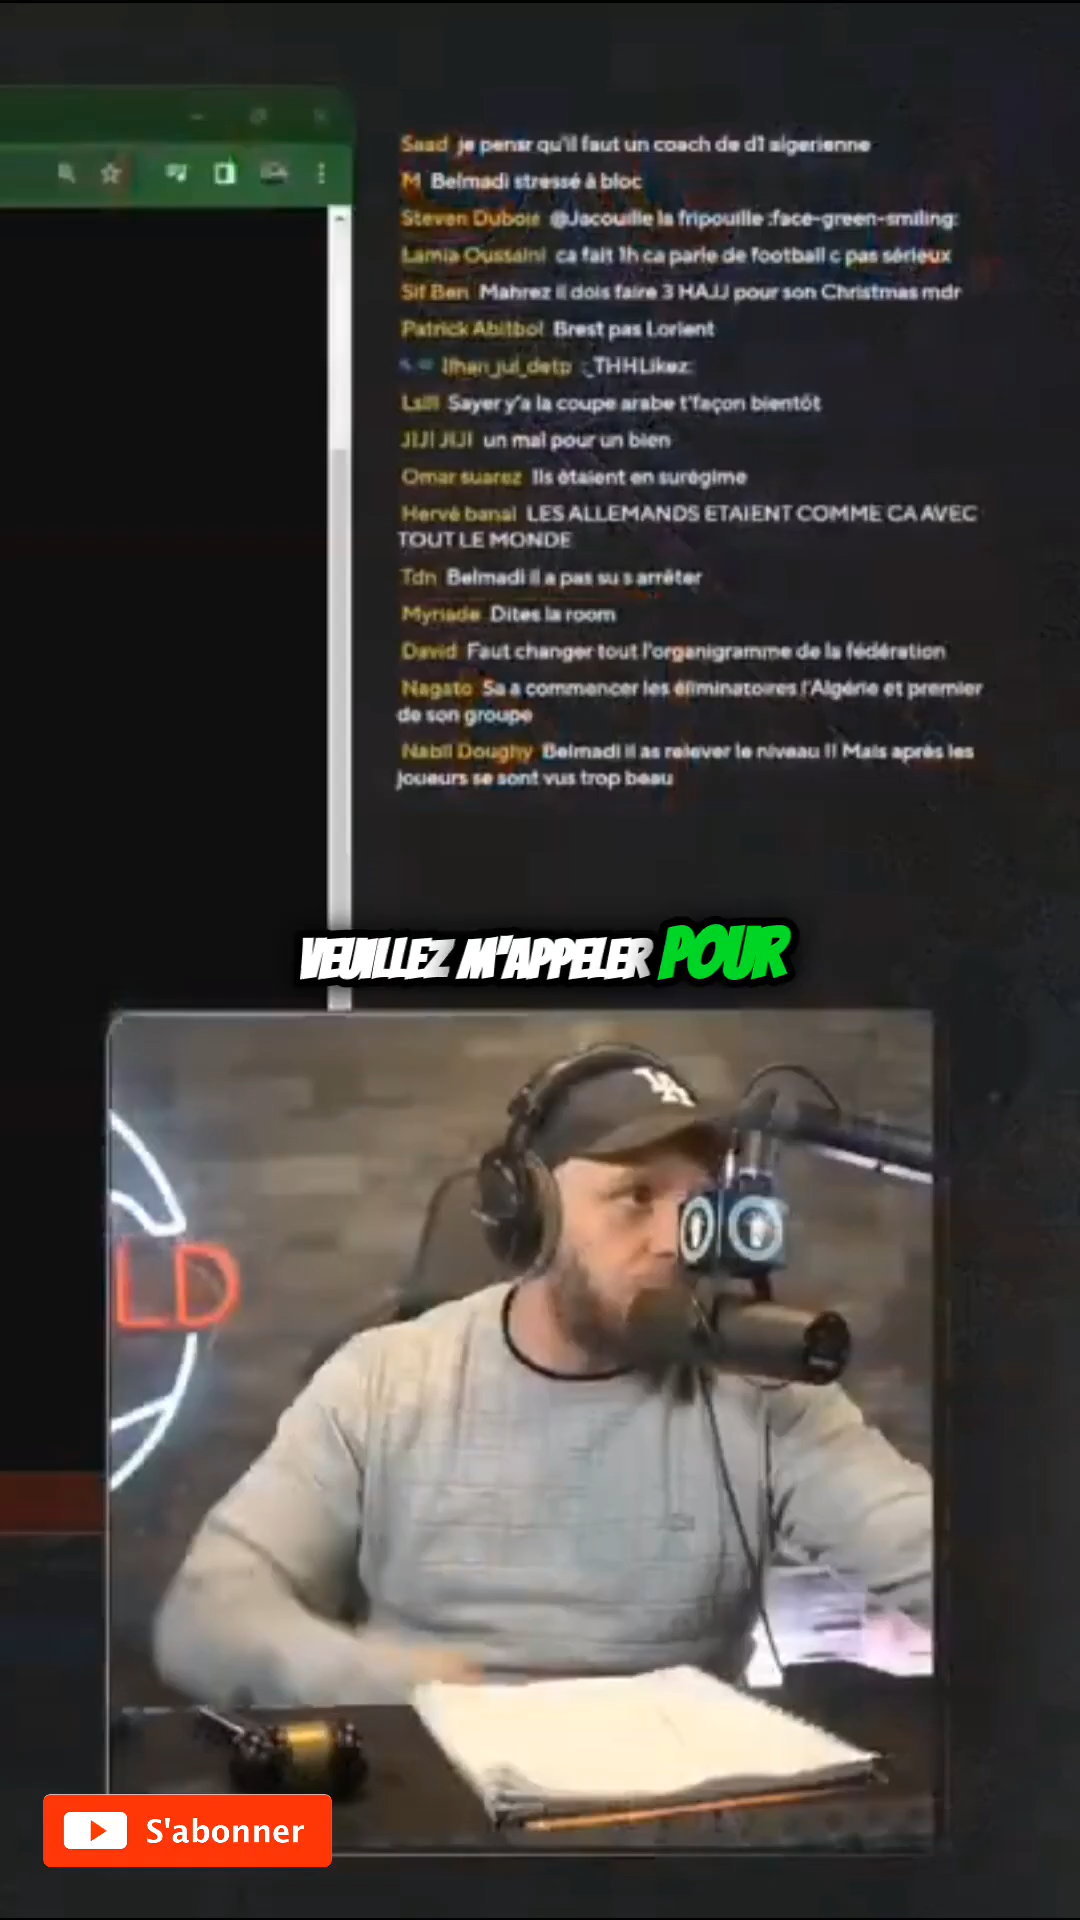 Saad je pensr qu'il faut un coach de d1 algerienne
M Belmadi stressé à bloc
Steven Dubois @Jacouille la fripouille :face-green-smiling:
Lamia Oussaini ca fait 1h ca parle de football c pas sérieux
Sif Ben Mahrez il dois faire 3 HAJJ pour son Christmas mdr
Patrick Abitbol Brest pas Lorient
Ilhan_jul_detp :_THHLikez:
Lslll Sayer y'a la coupe arabe t'façon bientôt
JIJI JIJI un mal pour un bien
Omar suarez Ils étaient en surégime
Hervé banal LES ALLEMANDS ETAIENT COMME CA AVEC
TOUT LE MONDE
Tdn Belmadi il a pas su s arrêter
Myriade Dites la room
David Faut changer tout l'organigramme de la fédération
Nagato Sa a commencer les éliminatoires l'Algérie et premier
de son groupe
Nabil Doughy Belmadi il as relever le niveau !! Mais après les
joueurs se sont vus trop beau
VEUILLEZ M'APPELER POUR
LA
LD
S'abonner